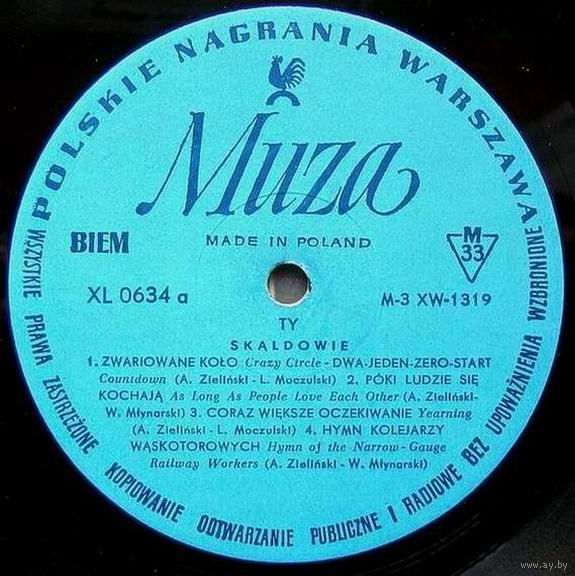 POLSKIE NAGRANIA WARSZAWA
Muza
BIEM
MADE IN POLAND
M
33
XL 0634 a
M-3 XW-1319
TY
SKALDOWIE
1. ZWARIOWANE KOŁO Crazy Circle - DWA-JEDEN-ZERO-START
Countdown (A. Zieliński - L. Moczulski) 2. PÓKI LUDZIE SIĘ
KOCHAJĄ As Long As People Love Each Other (A. Zieliński-
W. Młynarski) 3. CORAZ WIĘKSZE OCZEKIWANIE Yearning
(A. Zieliński - L. Moczulski) 4. HYMN KOLEJARZY
WĄSKOTOROWYCH Hymn of the Narrow - Gauge
Railway Workers (A. Zieliński - W. Młynarski)
WSZYSTKIE PRAWA ZASTRZEŻONE KOPIOWANIE ODTWARZANIE PUBLICZNE I RADIOWE BEZ UPOWAŻNIENIA WZBRONIONE
www.ay.by